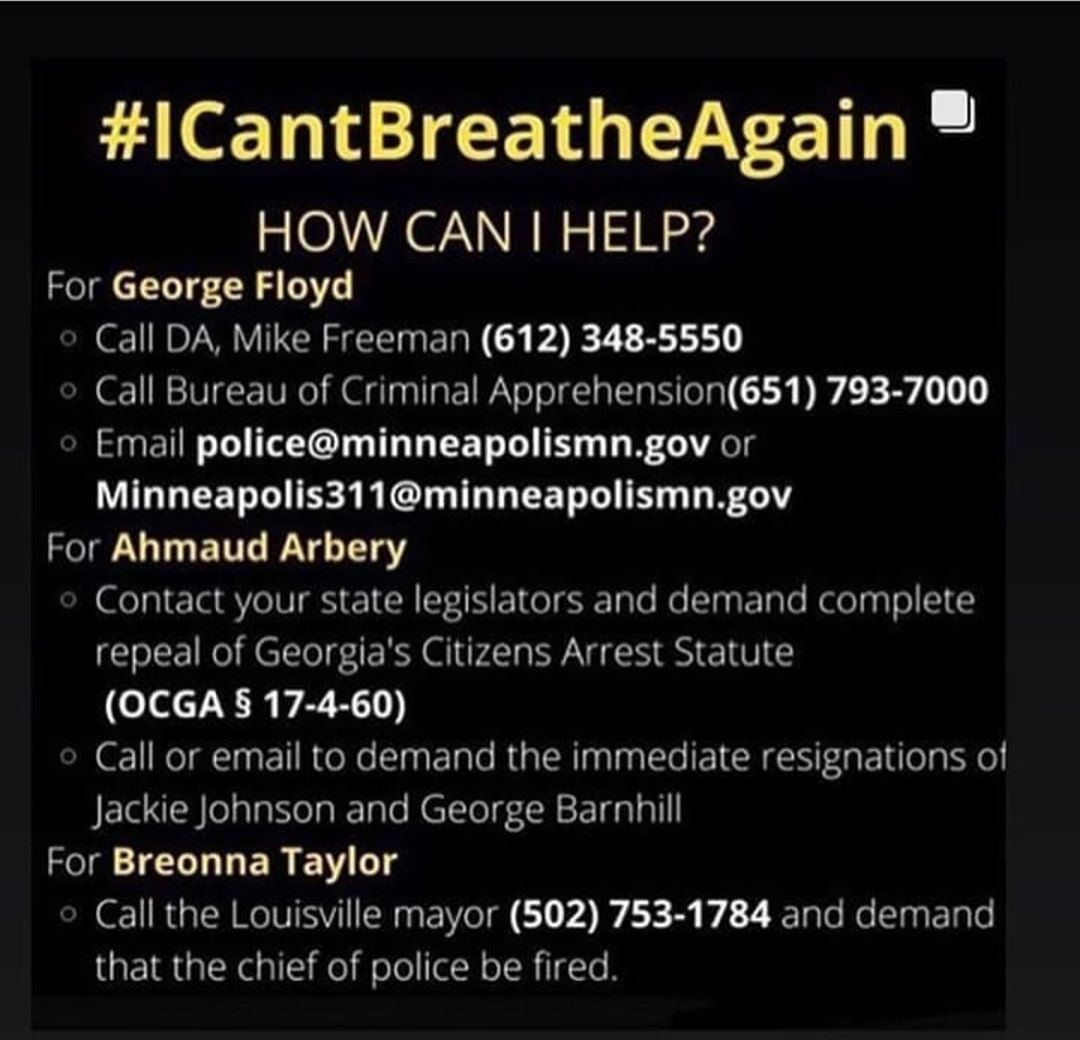 #ICantBreatheAgain
HOW CAN I HELP?
For George Floyd
Call DA, Mike Freeman (612) 348-5550
Call Bureau of Criminal Apprehension(651) 793-7000
Email police@minneapolismn.gov or
Minneapolis311@minneapolismn.gov
For Ahmaud Arbery
Contact your state legislators and demand complete
repeal of Georgia's Citizens Arrest Statute
(OCGA § 17-4-60)
Call or email to demand the immediate resignations of
Jackie Johnson and George Barnhill
For Breonna Taylor
Call the Louisville mayor (502) 753-1784 and demand
that the chief of police be fired.